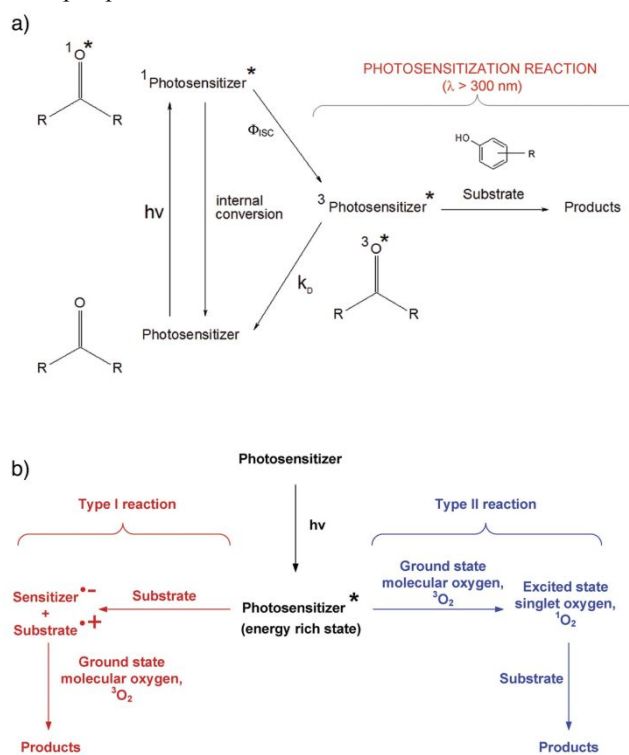 a)
1O*
R R
1Photosensitizer*
PHOTOSENSITIZATION REACTION
(λ > 300 nm)
ΦISC
HO
R
hν
internal
conversion
3Photosensitizer*
Substrate
Products
3O*
R R
kD
O
R R
Photosensitizer
b)
Photosensitizer
Type I reaction
hv
Type II reaction
Sensitizer•-
+
Substrate•+
Substrate
Photosensitizer*
(energy rich state)
Ground state
molecular oxygen,
3O2
Excited state
singlet oxygen,
1O2
Ground state
molecular oxygen,
3O2
Substrate
Products
Products